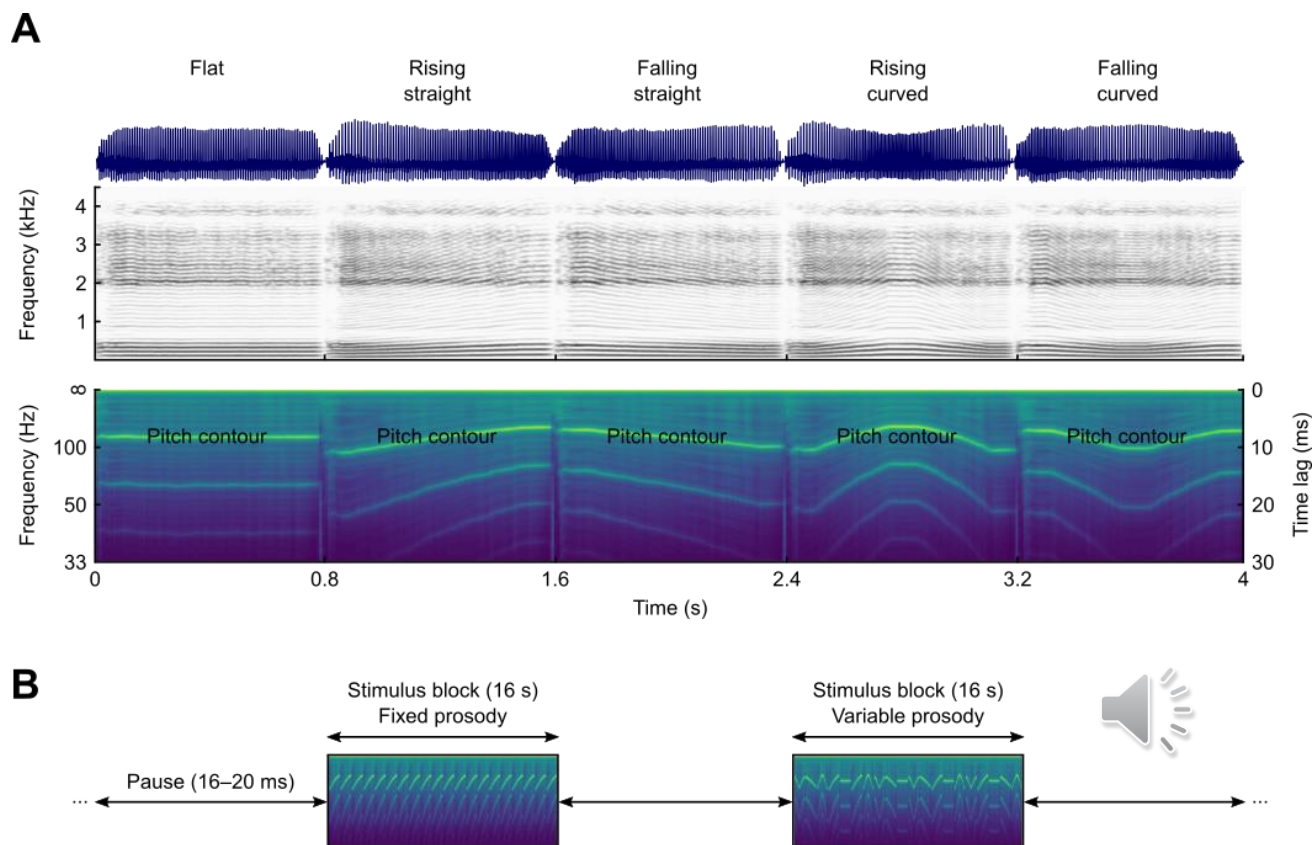 A
Flat
Rising
straight
Falling
straight
Rising
curved
Falling
curved
Frequency (kHz)
4
3
2
1
Frequency (Hz)
8
100
50
33
Pitch contour
Pitch contour
Pitch contour
Pitch contour
Pitch contour
0
10
20
30
Time lag (ms)
0
0.8
1.6
2.4
3.2
4
Time (s)
B
Stimulus block (16 s)
Fixed prosody
Stimulus block (16 s)
Variable prosody
... Pause (16–20 ms)
...